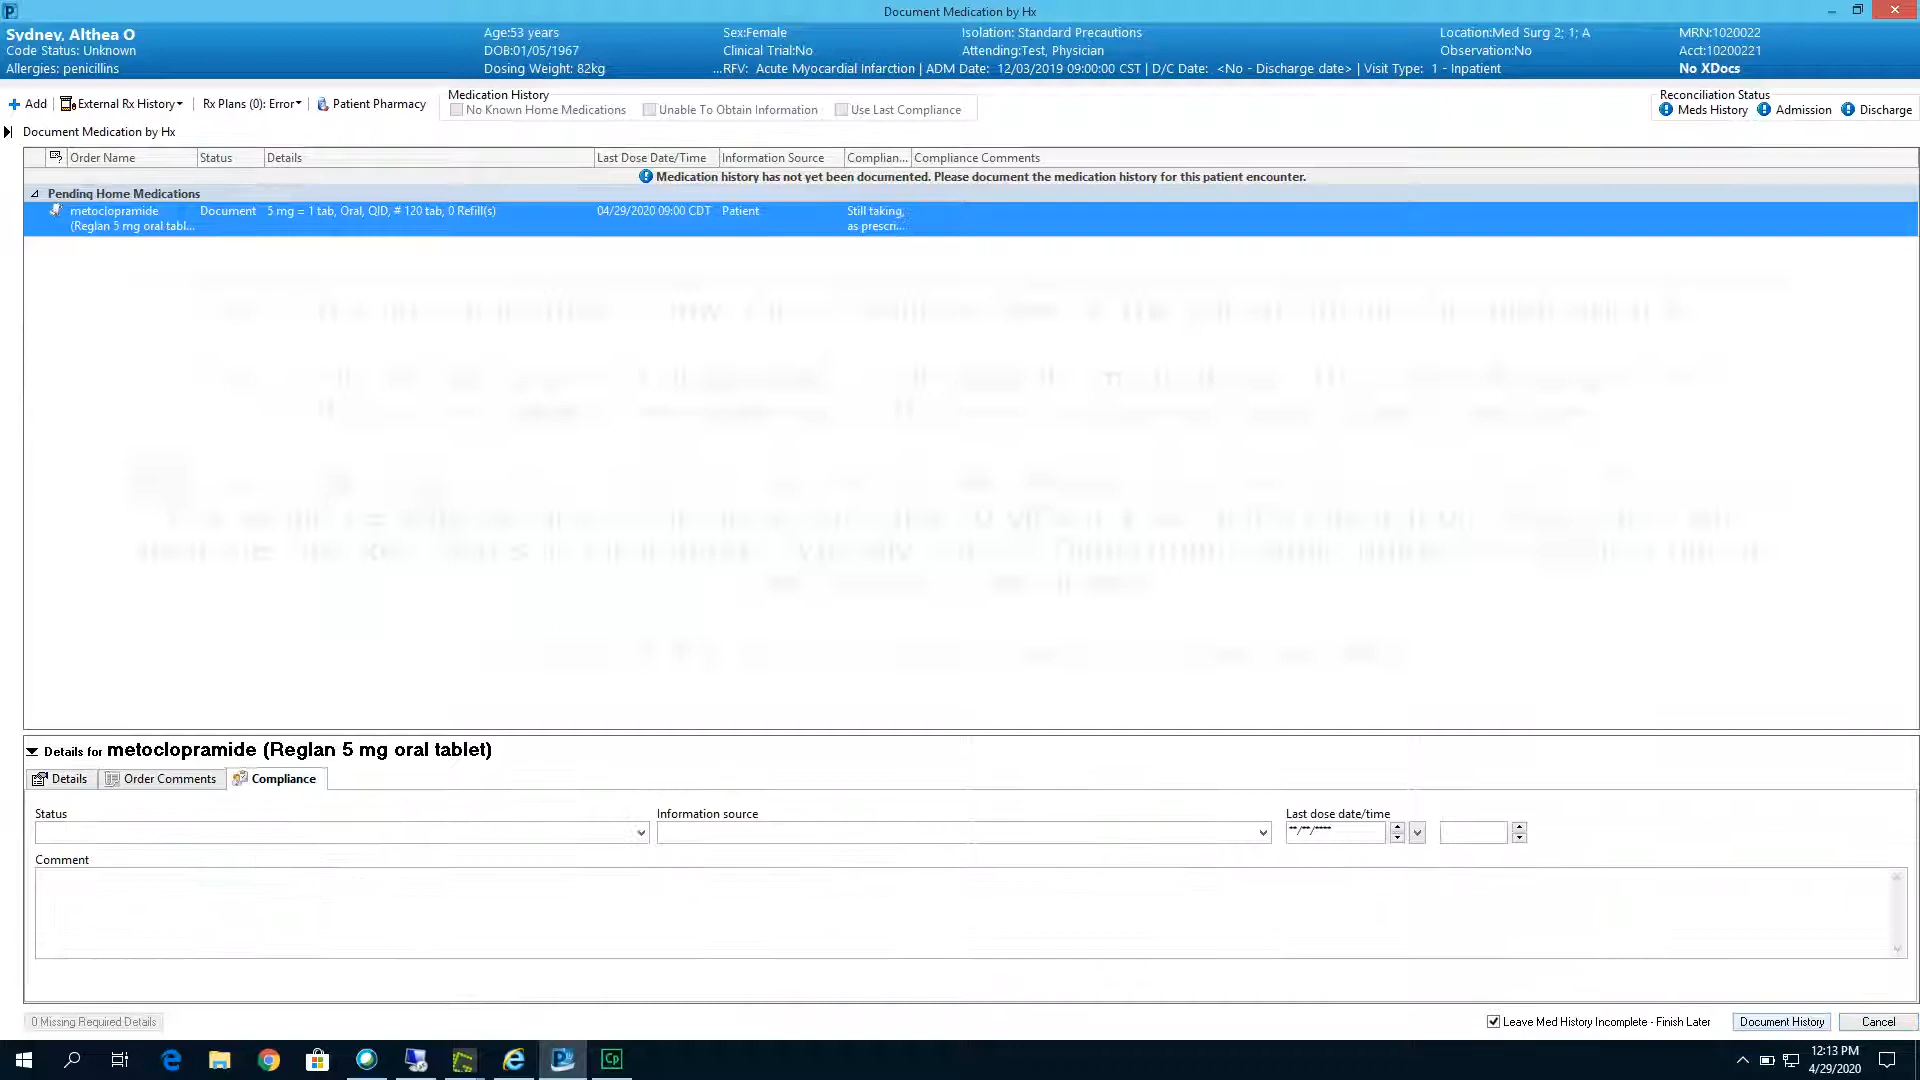 Document Medication by Hx
Sydney, Althea O
Age:53 years
Sex:Female
Isolation: Standard Precautions
Location:Med Surg 2; 1; A
MRN:1020022
Code Status: Unknown
DOB:01/05/1967
Clinical Trial:No
Attending:Test, Physician
Observation:No
Acct:10200221
Allergies: penicillins
Dosing Weight: 82kg
...RFV: Acute Myocardial Infarction | ADM Date: 12/03/2019 09:00:00 CST | D/C Date: <No - Discharge date> | Visit Type: 1 - Inpatient
No XDocs
Add
External Rx History
Rx Plans (0): Error
Patient Pharmacy
Medication History
No Known Home Medications
Unable To Obtain Information
Use Last Compliance
Reconciliation Status
Meds History
Admission
Discharge
Document Medication by Hx
Order Name
Status
Details
Last Dose Date/Time
Information Source
Complian...
Compliance Comments
Medication history has not yet been documented. Please document the medication history for this patient encounter.
Pending Home Medications
metoclopramide
(Reglan 5 mg oral tabl...
Document
5 mg = 1 tab, Oral, QID, # 120 tab, 0 Refill(s)
04/29/2020 09:00 CDT
Patient
Still taking,
as prescri...
Details for metoclopramide (Reglan 5 mg oral tablet)
Details
Order Comments
Compliance
Status
Information source
Last dose date/time
**/**/****
Comment
0 Missing Required Details
Leave Med History Incomplete - Finish Later
Document History
Cancel
12:13 PM
4/29/2020